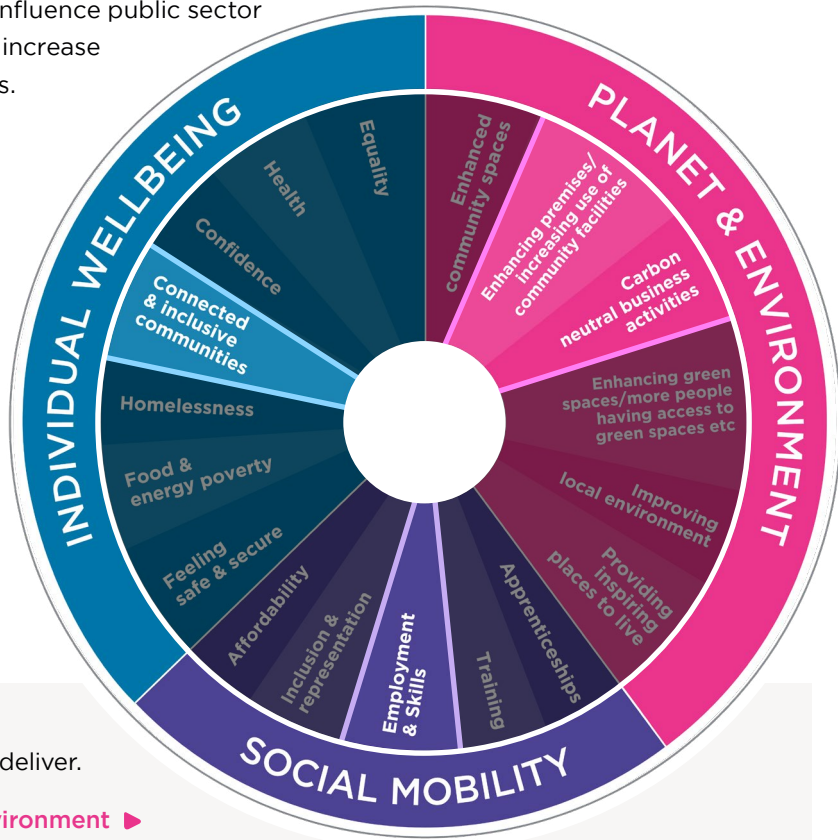 nfluence public sector
increase
s.
INDIVIDUAL WELLBEING
PLANET & ENVIRONMENT
SOCIAL MOBILITY
Equality
Health
Confidence
Connected
& inclusive
communities
Homelessness
Food &
energy poverty
Feeling
safe & secure
Enhanced
community spaces
Enhancing premises/
increasing use of
community facilities
Carbon
neutral business
activities
Enhancing green
spaces/more people
having access to
green spaces etc
Improving
local environment
Providing
inspiring
places to live
Apprenticeships
Training
Employment
& Skills
Inclusion &
representation
Affordability
deliver.
ironment